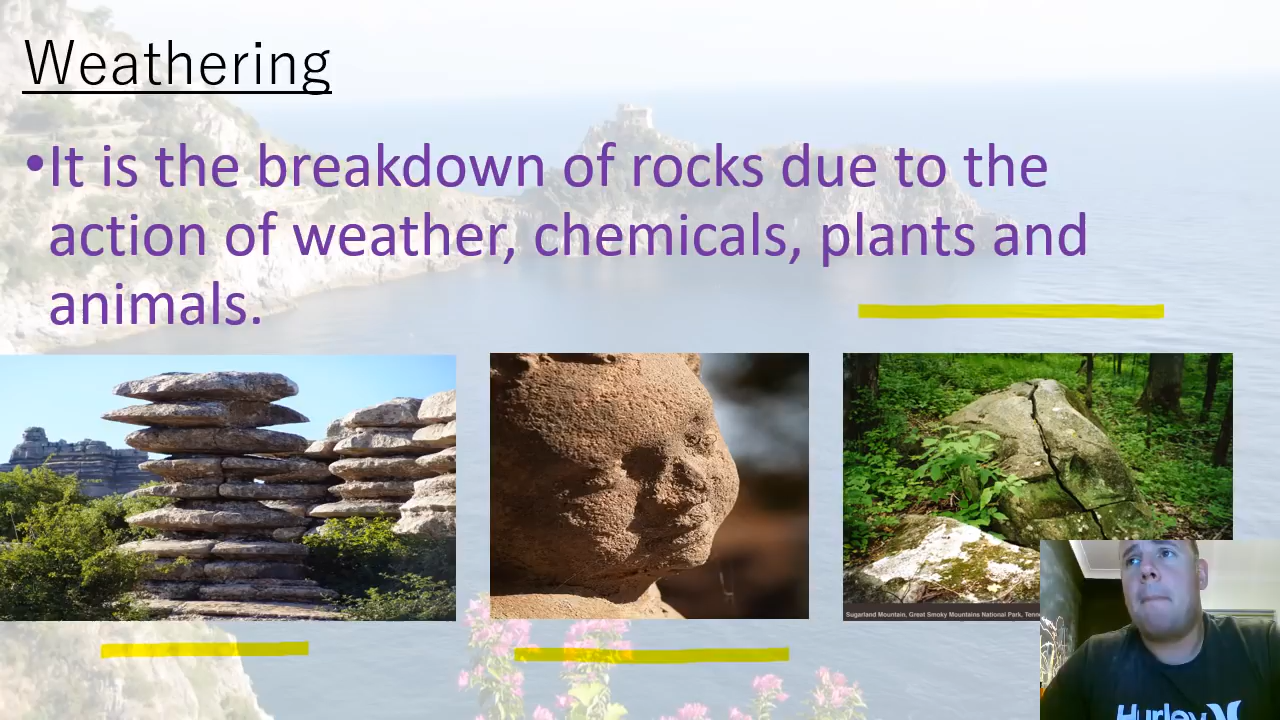 Weathering
•It is the breakdown of rocks due to the
action of weather, chemicals, plants and
animals.
Sugarland Mountain, Great Smoky Mountains National Park,
Hurley